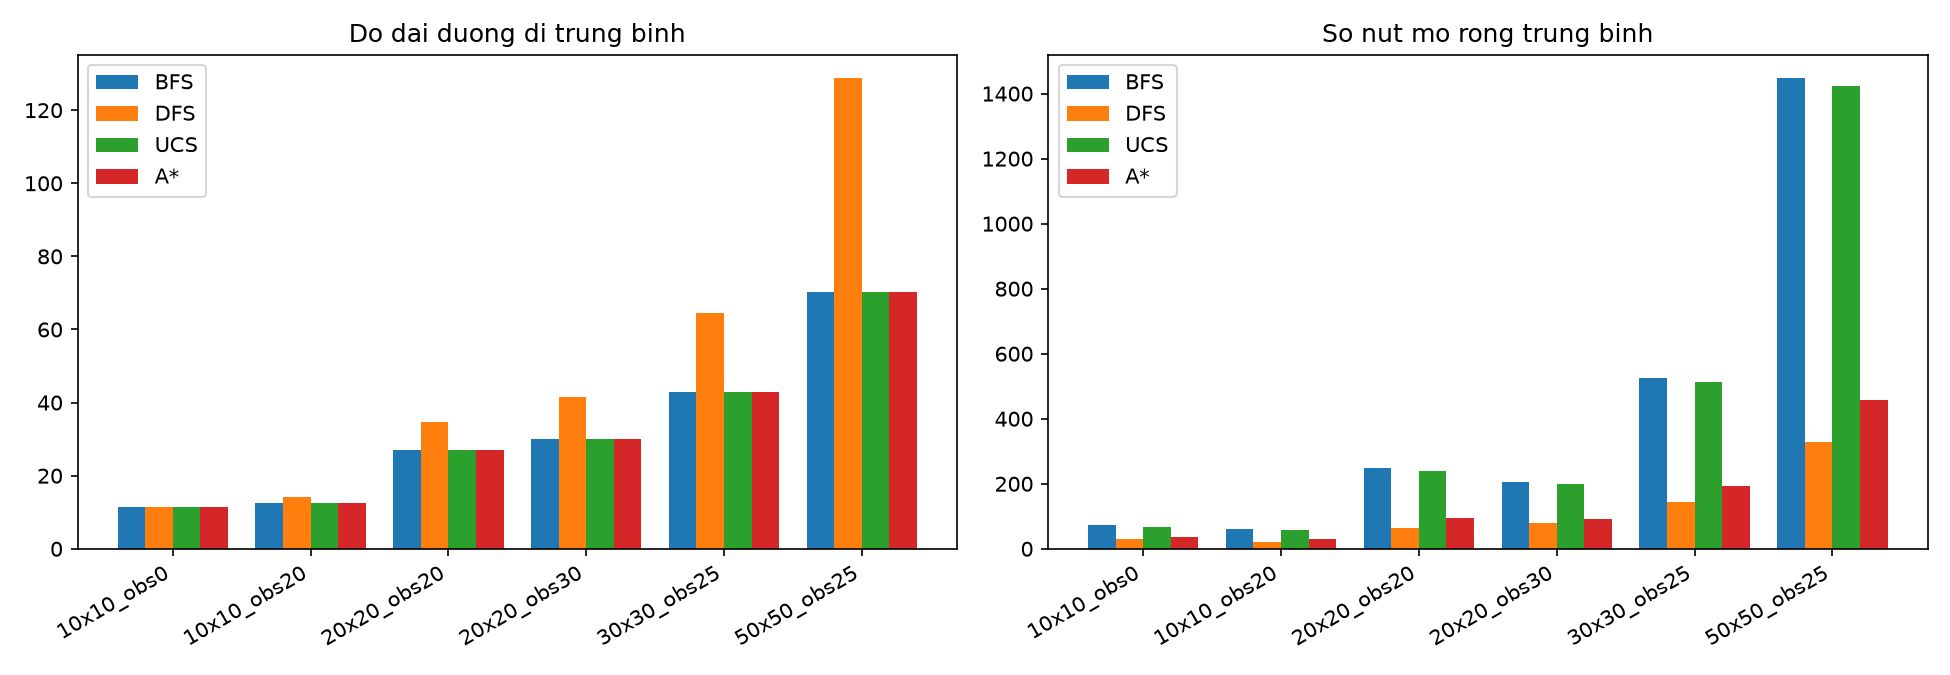 Do dai duong di trung binh
BFS
DFS
UCS
A*
120
100
80
60
40
20
0
10x10_obs0
10x10_obs20
20x20_obs20
20x20_obs30
30x30_obs25
50x50_obs25
So nut mo rong trung binh
BFS
DFS
UCS
A*
1400
1200
1000
800
600
400
200
0
10x10_obs0
10x10_obs20
20x20_obs20
20x20_obs30
30x30_obs25
50x50_obs25